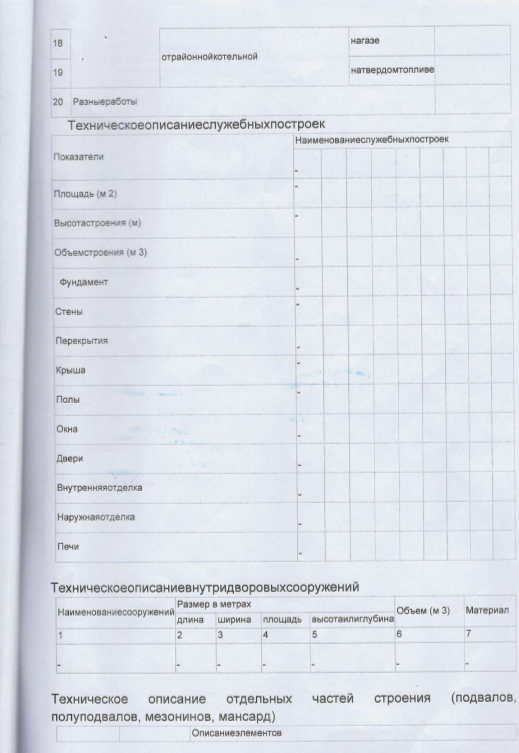 18 нагазе
отрайоннойкотельной
19 натвердомтопливе
20 Разныеработы
Техническоеописаниеслужебныхпостроек
Наименованиеслужебныхпостроек
Показатели
-
Площадь (м 2) -
Высотастроения (м) -
Объемстроения (м 3) -
Фундамент -
Стены -
Перекрытия -
Крыша -
Полы -
Окна -
Двери -
Внутренняяотделка -
Наружнаяотделка -
Печи -
Техническоеописаниевнутридворовыхсооружений
Наименованиесооружений Размер в метрах Объем (м 3) Материал
длина ширина площадь высотаилиглубина
1 2 3 4 5 6 7
- - - - - - -
Техническое описание отдельных частей строения (подвалов,
полуподвалов, мезонинов, мансард)
Описаниеэлементов